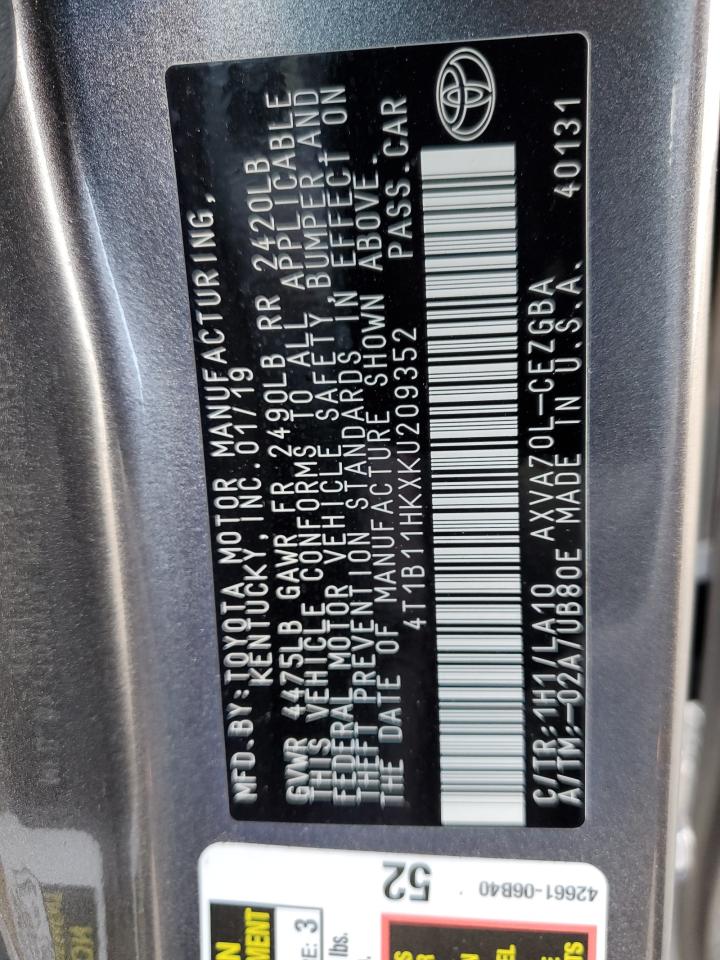 MFD.BY:TOYOTA MOTOR MANUFACTURING,
KENTUCKY, INC.01/19
GVWR 4475LB GAWR FR 2490LB RR 2420LB
THIS VEHICLE CONFORMS TO ALL APPLICABLE
FEDERAL MOTOR VEHICLE SAFETY, BUMPER,AND
THEFT PREVENTION STANDARDS IN EFFECT ON
THE DATE OF MANUFACTURE SHOWN ABOVE.
4T1B11HKXKU209352 PASS.CAR
C/TR:1H1/LA10 AXVA70L-CEZGBA
A/TM:-02A/UB80E MADE IN U.S.A. 40131
52
42661-06B40
3
lbs.